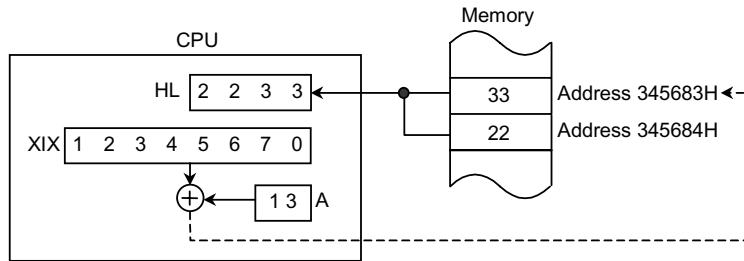 Memory
CPU
HL 2 2 3 3
33 Address 345683H
22 Address 345684H
XIX 1 2 3 4 5 6 7 0
+ 1 3 A